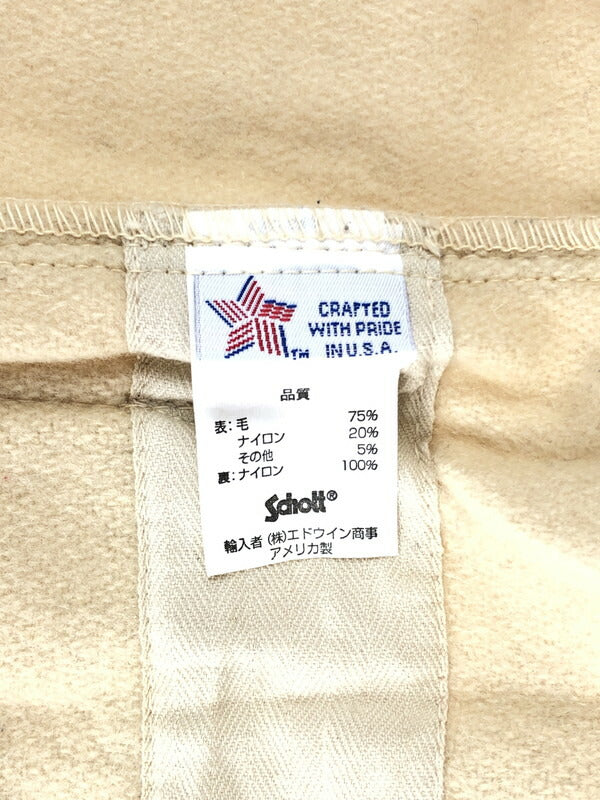 CRAFTED
WITH PRIDE
TM IN U.S.A.
品質
表:毛 75%
ナイロン 20%
その他 5%
裏:ナイロン 100%
Schott®
輸入者 (株)エドウイン商事
アメリカ製